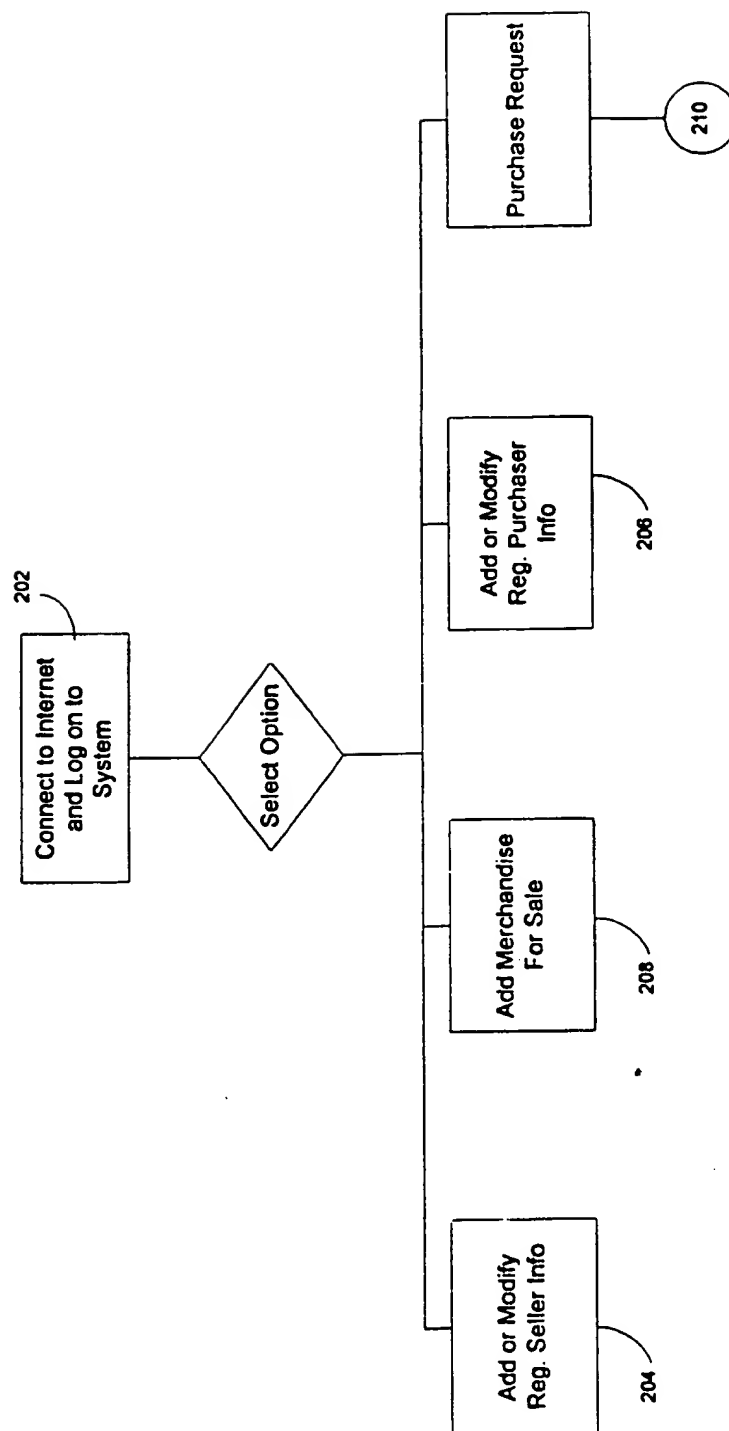 202
Connect to Internet
and Log on to
System
Select Option
Add or Modify
Reg. Seller Info
204
Add Merchandise
For Sale
208
Add or Modify
Reg. Purchaser
Info
206
Purchase Request
210